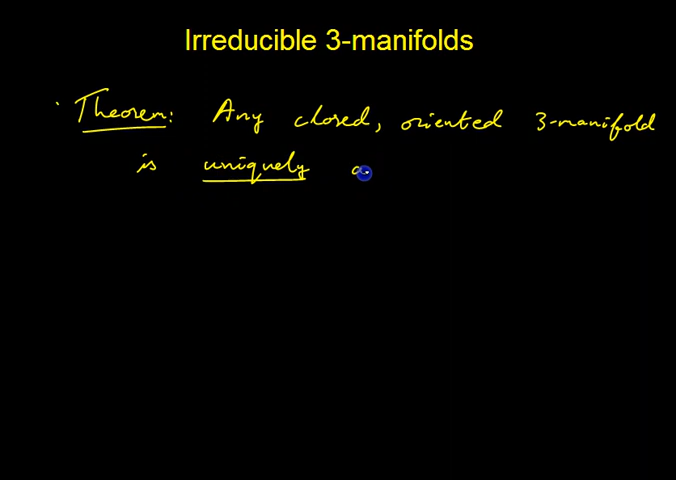 Irreducible 3-manifolds
· Theorem: Any closed, oriented 3-manifold
is uniquely a